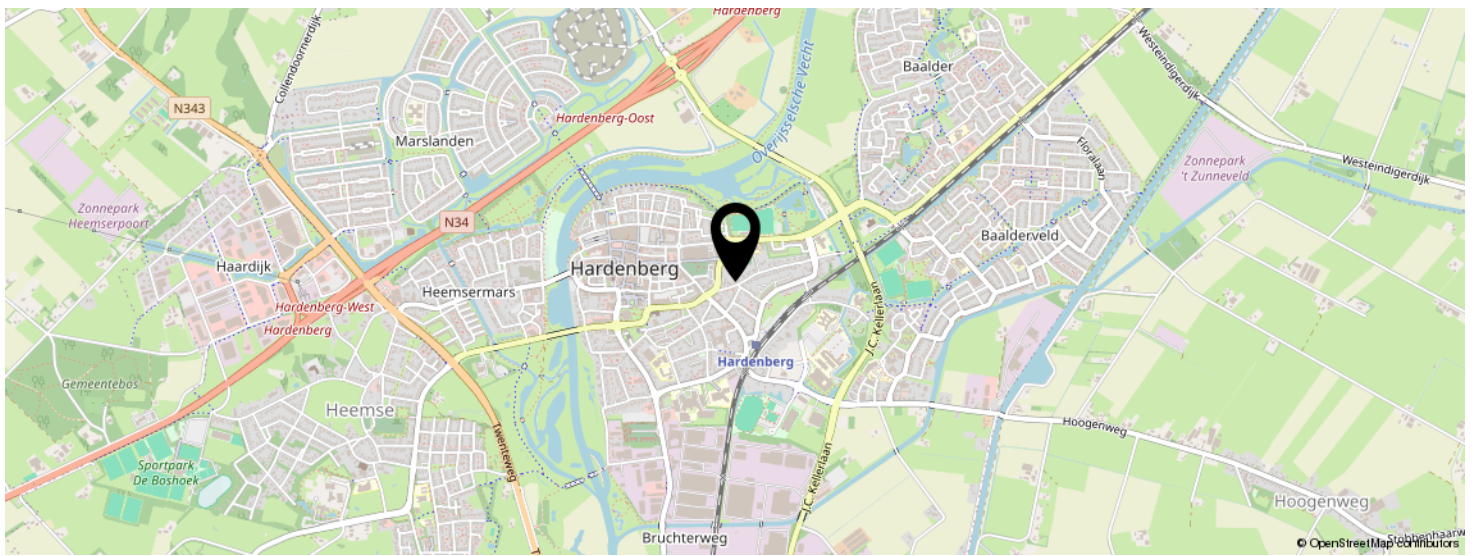 Hardenberg
Collendoornerdijk
N343
Marslanden
Hardenberg-Oost
Overijsselsche Vecht
Baalder
Westeindigerdijk
Westeindigerdijk
Floralaan
Zonnepark
't Zunneveld
Zonnepark
Heemserpoort
N34
Baalderveld
Haardijk
Hardenberg
Heemsermars
Hardenberg-West
Hardenberg
J.C. Kellerlaan
Hardenberg
Gemeentebos
Heemse
Twenteweg
Hoogenweg
Sportpark
De Boshoek
J.C. Kellerlaan
Hoogenweg
Bruchterweg
© OpenStreetMap contributors